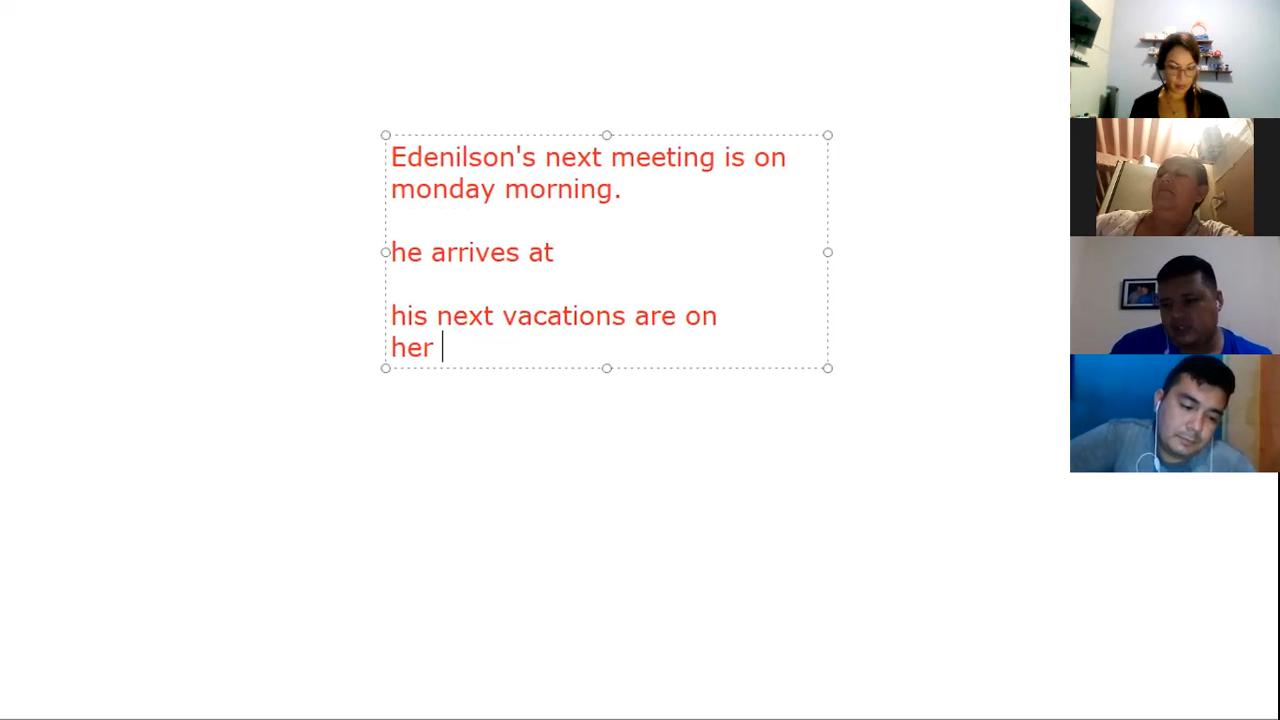 Edenilson's next meeting is on
monday morning.
he arrives at
his next vacations are on
her